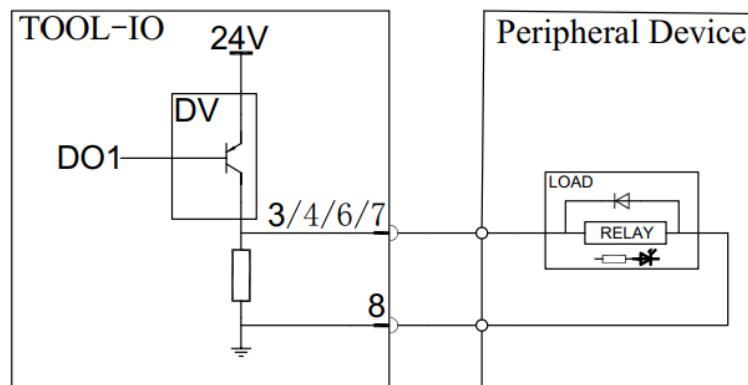 TOOL-IO
Peripheral Device
24V
DV
DO1
3/4/6/7
LOAD
RELAY
8